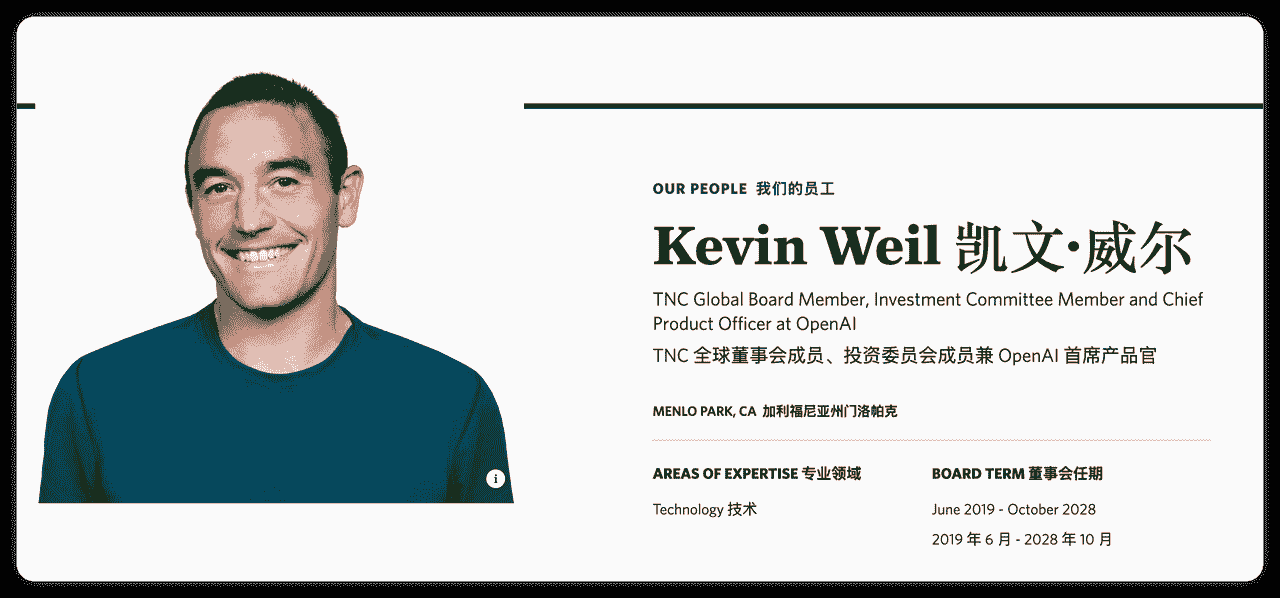 OUR PEOPLE 我们的员工
Kevin Weil 凯文·威尔
TNC Global Board Member, Investment Committee Member and Chief
Product Officer at OpenAI
TNC 全球董事会成员、投资委员会成员兼 OpenAI 首席产品官
MENLO PARK, CA 加利福尼亚州门洛帕克
AREAS OF EXPERTISE 专业领域
Technology 技术
BOARD TERM 董事会任期
June 2019 - October 2028
2019 年 6 月 - 2028 年 10 月
i